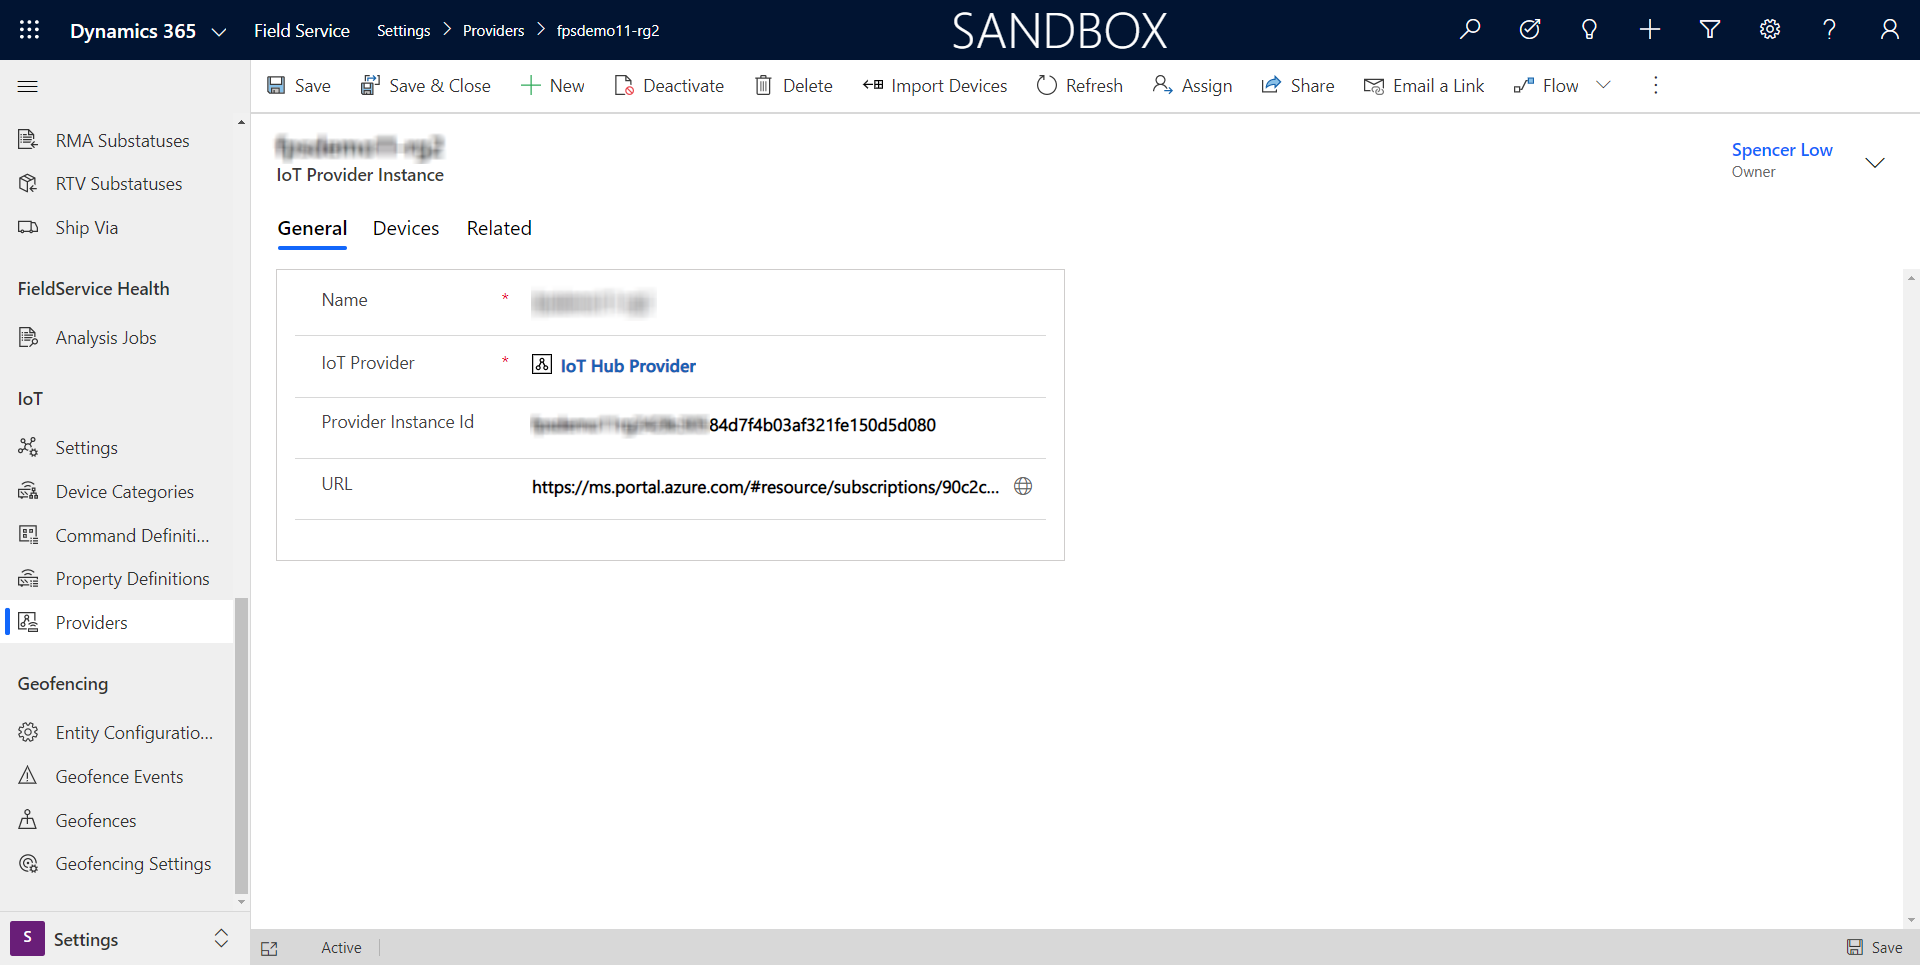 Dynamics 365
Field Service
Settings
Providers
fpsdemo11-rg2
SANDBOX
?
Save
Save & Close
New
Deactivate
Delete
Import Devices
Refresh
Assign
Share
Email a Link
Flow
RMA Substatuses
RTV Substatuses
Ship Via
FieldService Health
Analysis Jobs
IoT
Settings
Device Categories
Command Definiti...
Property Definitions
Providers
Geofencing
Entity Configuratio...
Geofence Events
Geofences
Geofencing Settings
S
Settings
IoT Provider Instance
Spencer Low
Owner
General
Devices
Related
Name *
IoT Provider * IoT Hub Provider
Provider Instance Id 84d7f4b03af321fe150d5d080
URL https://ms.portal.azure.com/#resource/subscriptions/90c2c...
Active
Save